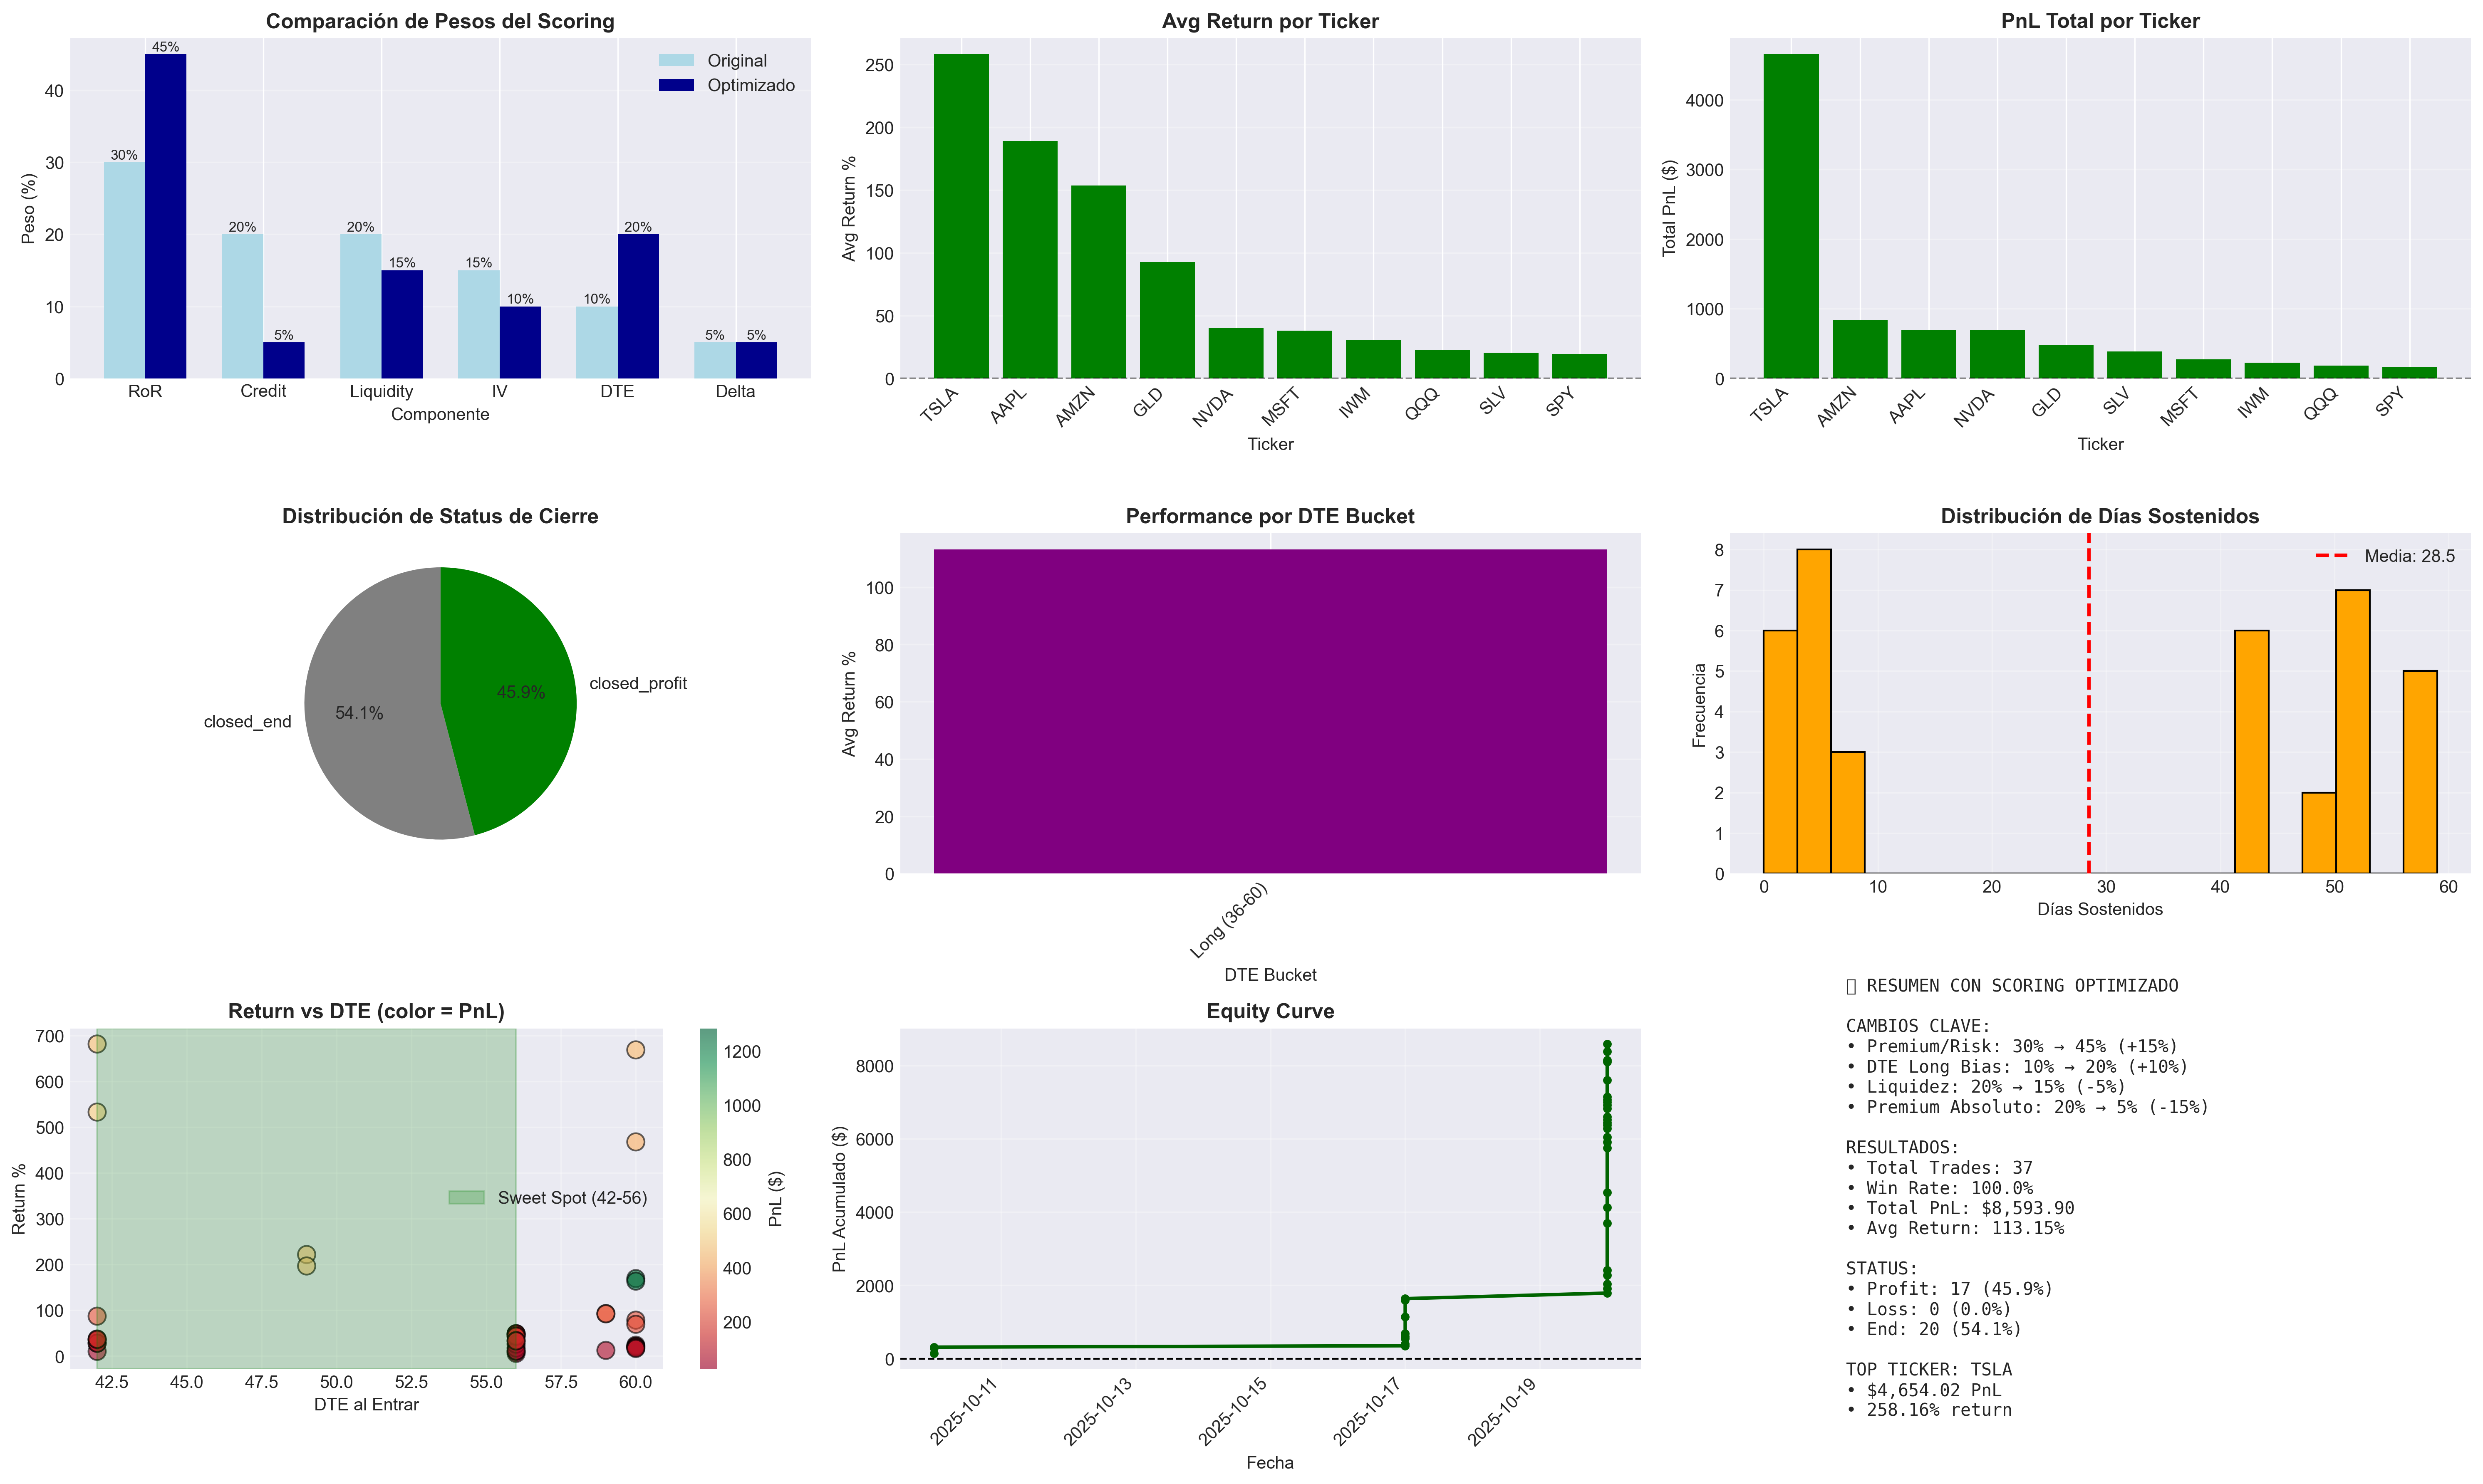 Comparación de Pesos del Scoring
Peso (%)
40
30
20
10
0
30%
45%
20%
5%
20%
15%
15%
10%
10%
20%
5%
5%
Original
Optimizado
RoR
Credit
Liquidity
IV
DTE
Delta
Componente
Avg Return por Ticker
Avg Return %
250
200
150
100
50
0
TSLA
AAPL
AMZN
GLD
NVDA
MSFT
IWM
QQQ
SLV
SPY
Ticker
PnL Total por Ticker
Total PnL ($)
4000
3000
2000
1000
0
TSLA
AMZN
AAPL
NVDA
GLD
SLV
MSFT
IWM
QQQ
SPY
Ticker
Distribución de Status de Cierre
closed_end
54.1%
45.9%
closed_profit
Performance por DTE Bucket
Avg Return %
100
80
60
40
20
0
Long (36-60)
DTE Bucket
Distribución de Días Sostenidos
Frecuencia
8
7
6
5
4
3
2
1
0
Media: 28.5
0
10
20
30
40
50
60
Días Sostenidos
Return vs DTE (color = PnL)
Return %
700
600
500
400
300
200
100
0
Sweet Spot (42-56)
42.5
45.0
47.5
50.0
52.5
55.0
57.5
60.0
DTE al Entrar
1200
1000
800
600
400
200
PnL ($)
Equity Curve
PnL Acumulado ($)
8000
6000
4000
2000
0
2025-10-11
2025-10-13
2025-10-15
2025-10-17
2025-10-19
Fecha
RESUMEN CON SCORING OPTIMIZADO
CAMBIOS CLAVE:
• Premium/Risk: 30% → 45% (+15%)
• DTE Long Bias: 10% → 20% (+10%)
• Liquidez: 20% → 15% (-5%)
• Premium Absoluto: 20% → 5% (-15%)
RESULTADOS:
• Total Trades: 37
• Win Rate: 100.0%
• Total PnL: $8,593.90
• Avg Return: 113.15%
STATUS:
• Profit: 17 (45.9%)
• Loss: 0 (0.0%)
• End: 20 (54.1%)
TOP TICKER: TSLA
• $4,654.02 PnL
• 258.16% return